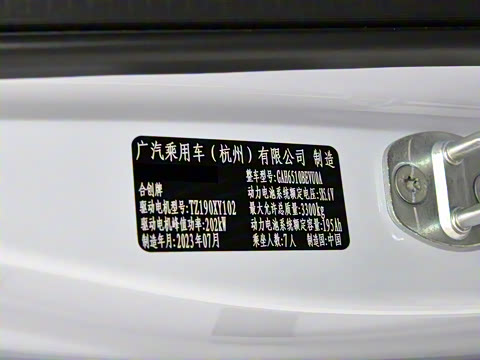 广汽乘用车（杭州）有限公司 制造
整车型号:GAH6510BEVU0A
合创牌
动力电池系统额定电压:
驱动电机型号:TZ190XY102
最大允许总质量:3300kg
驱动电机峰值功率:202kW
动力电池系统额定容量:195Ah
制造年月:2023年07月
乘坐人数:7人 制造国:中国